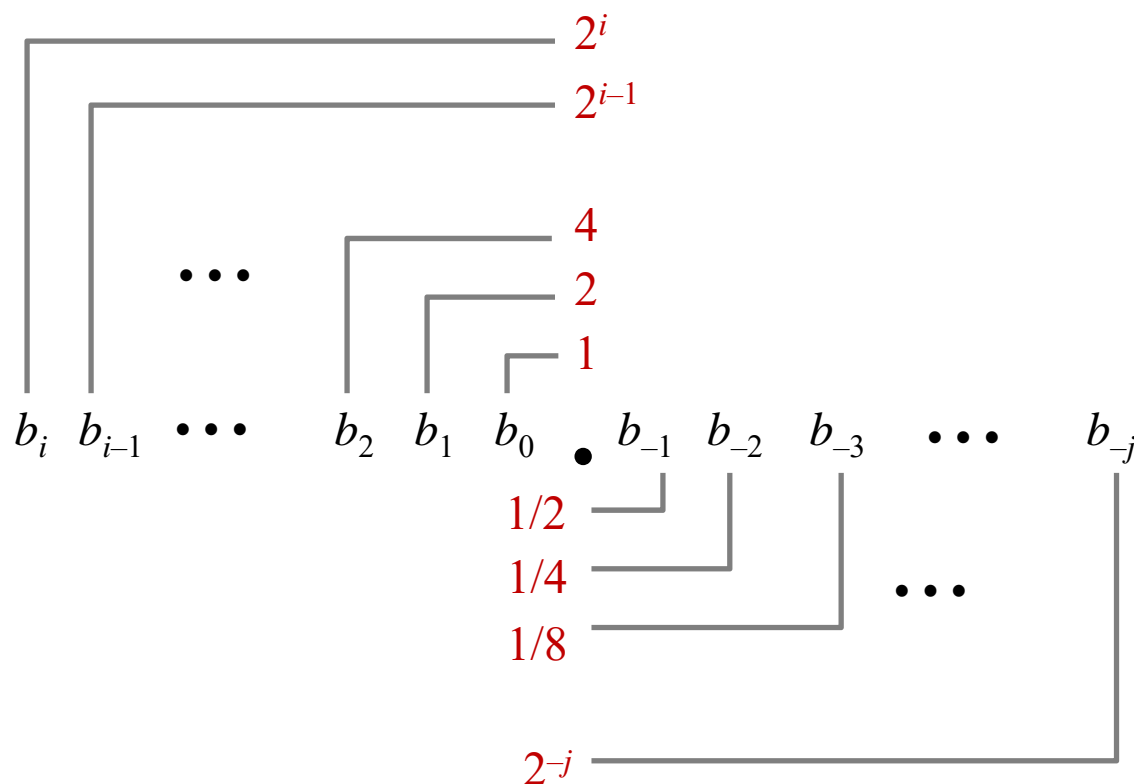 2^i
2^{i–1}
4
••• 2
1
b_i b_{i–1} ••• b_2 b_1 b_0 . b_{–1} b_{–2} b_{–3} ••• b_{–j}
1/2
1/4 •••
1/8
2^{–j}